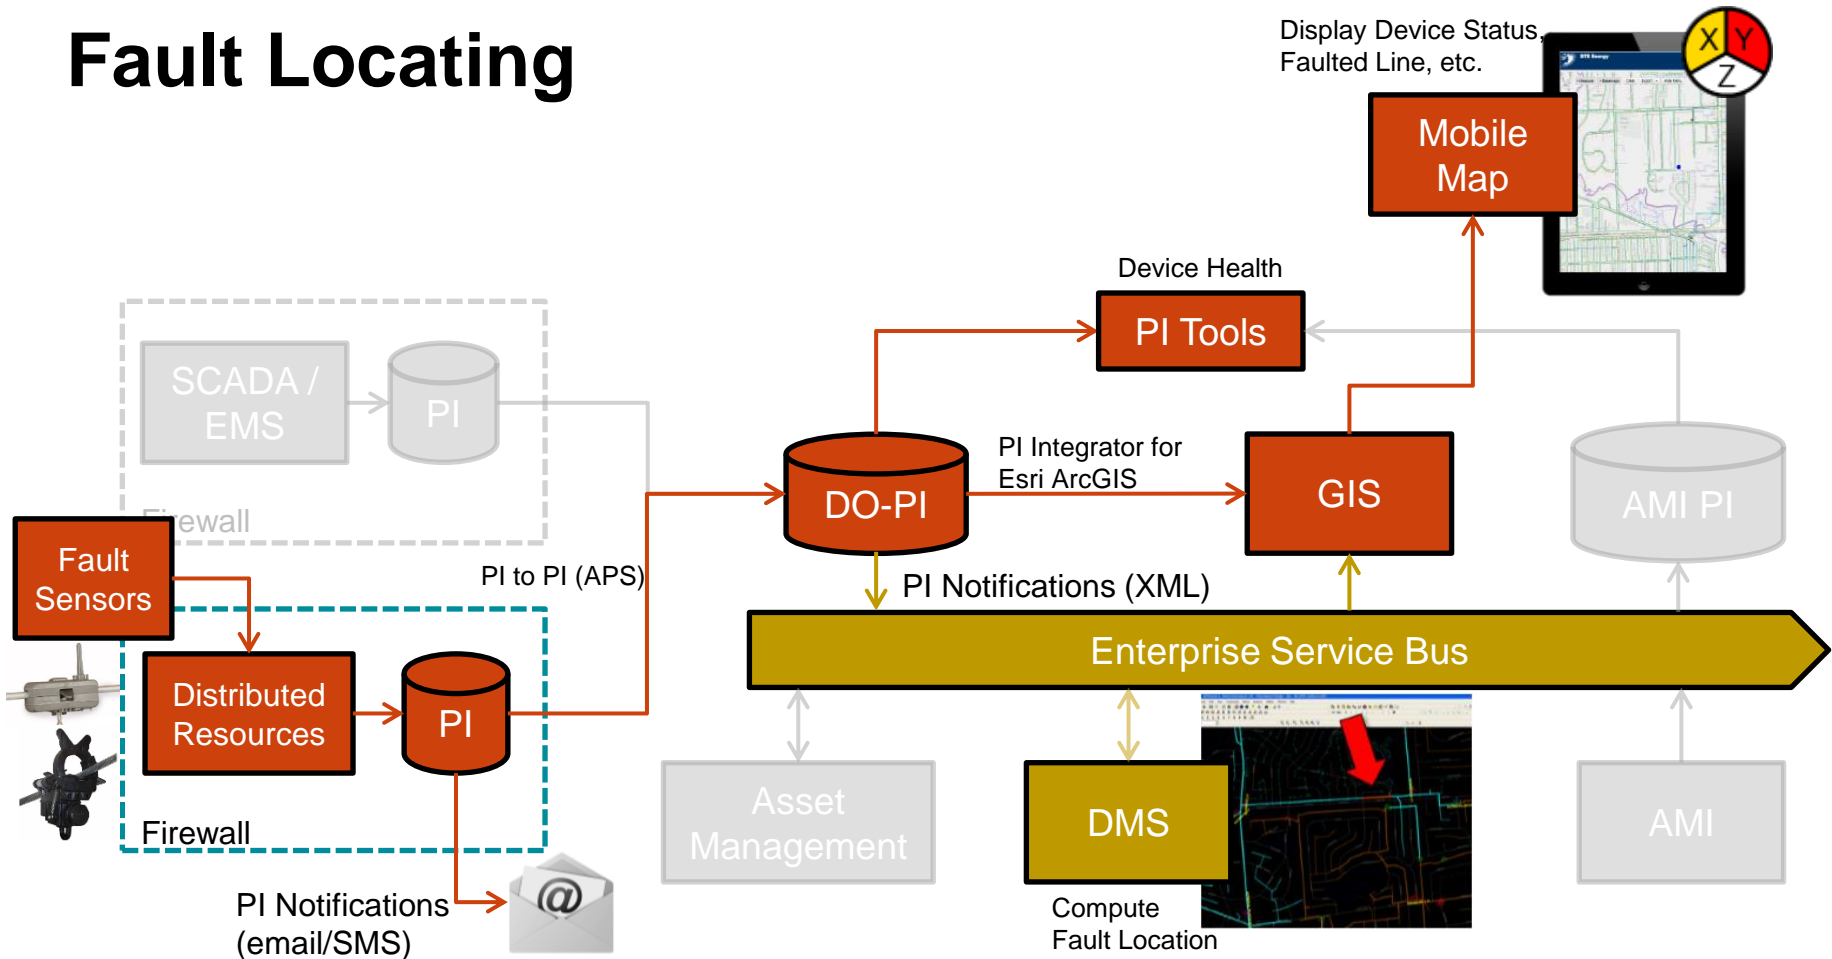 Fault Locating
Display Device Status,
Faulted Line, etc.
X Y
Z
DTE Energy
Mobile
Map
Device Health
PI Tools
SCADA /
EMS
PI
Firewall
PI Integrator for
Esri ArcGIS
DO-PI
GIS
AMI PI
Fault
Sensors
PI to PI (APS)
PI Notifications (XML)
Enterprise Service Bus
Distributed
Resources
PI
Firewall
Asset
Management
DMS
AMI
PI Notifications
(email/SMS)
@
Compute
Fault Location